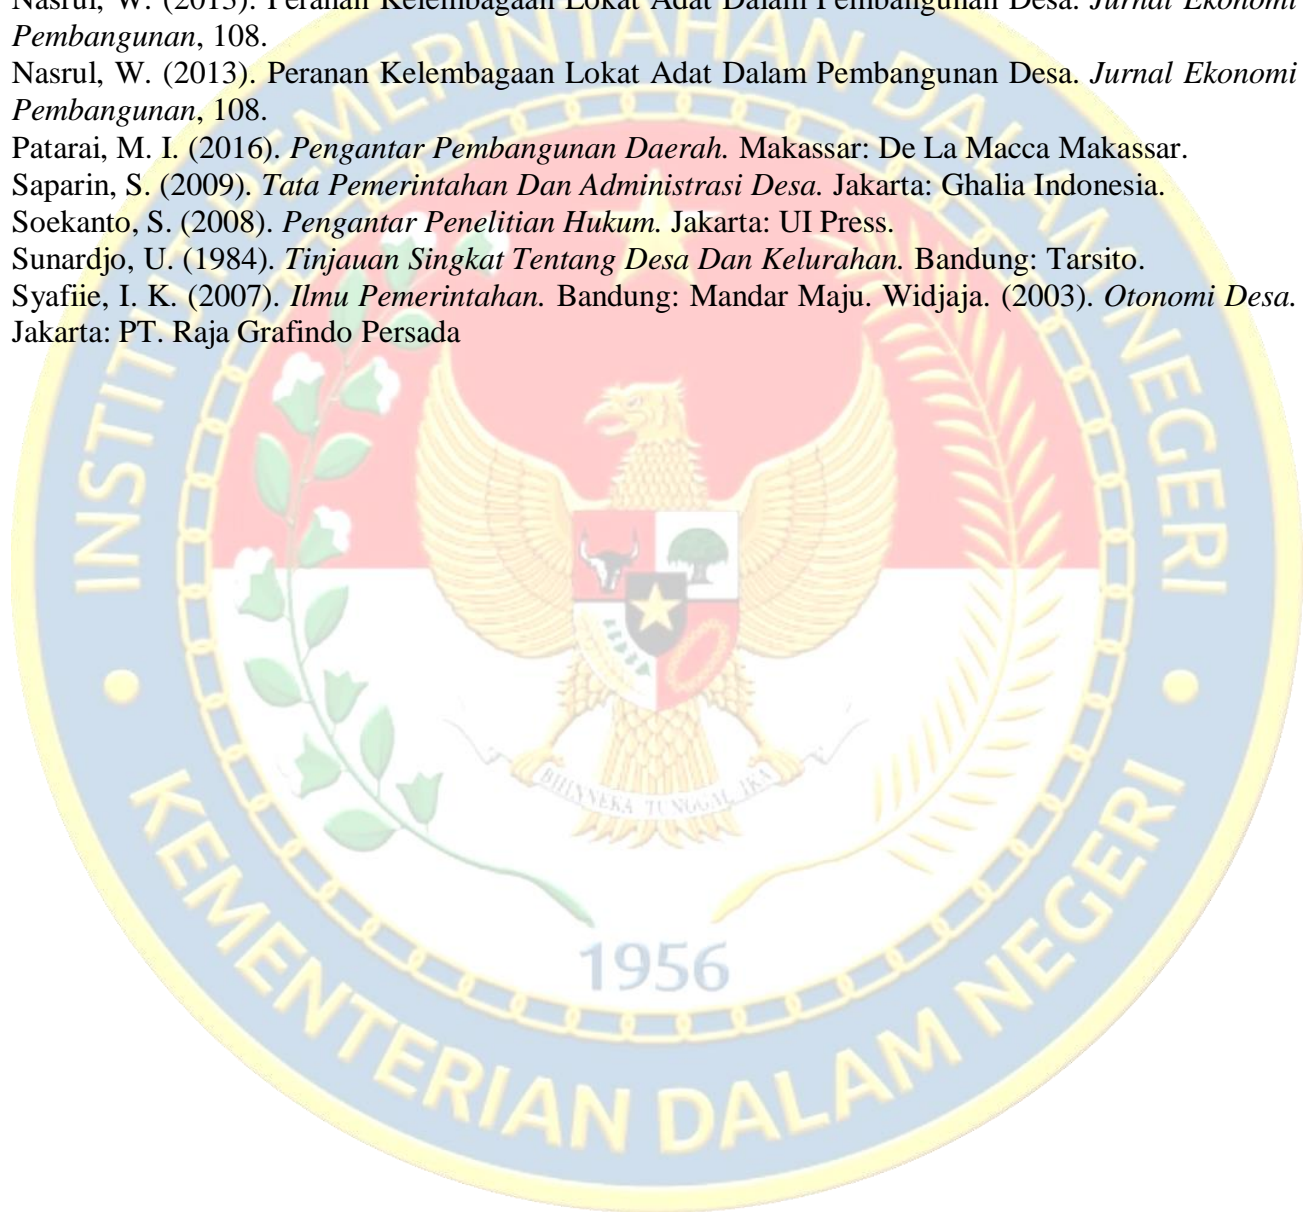 Nasrul, W. (2013). Peranan Kelembagaan Lokat Adat Dalam Pembangunan Desa. Jurnal Ekonomi
Pembangunan, 108.
Nasrul, W. (2013). Peranan Kelembagaan Lokat Adat Dalam Pembangunan Desa. Jurnal Ekonomi
Pembangunan, 108.
Patarai, M. I. (2016). Pengantar Pembangunan Daerah. Makassar: De La Macca Makassar.
Saparin, S. (2009). Tata Pemerintahan Dan Administrasi Desa. Jakarta: Ghalia Indonesia.
Soekanto, S. (2008). Pengantar Penelitian Hukum. Jakarta: UI Press.
Sunardjo, U. (1984). Tinjauan Singkat Tentang Desa Dan Kelurahan. Bandung: Tarsito.
Syafiie, I. K. (2007). Ilmu Pemerintahan. Bandung: Mandar Maju. Widjaja. (2003). Otonomi Desa.
Jakarta: PT. Raja Grafindo Persada
INSTITUT PEMERINTAHAN DALAM NEGERI
BHINNEKA TUNGGAL IKA
1956
KEMENTERIAN DALAM NEGERI